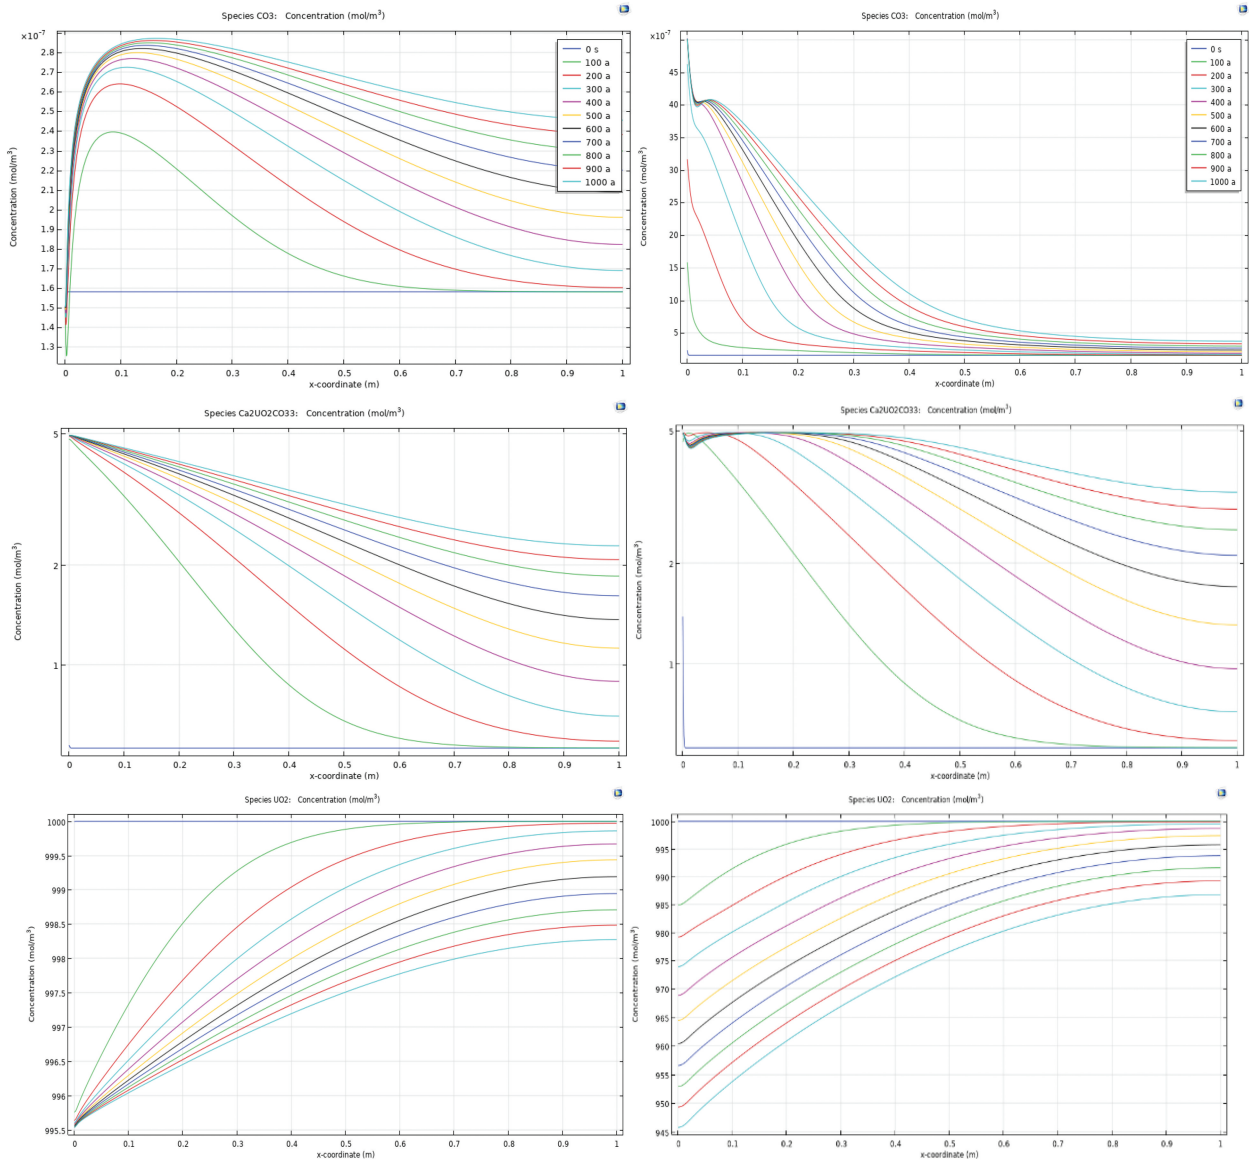 Species CO3: Concentration (mol/m³)
×10⁻⁷
2.8
2.7
2.6
2.5
2.4
2.3
2.2
2.1
2
1.9
1.8
1.7
1.6
1.5
1.4
1.3
Concentration (mol/m³)
0 s
100 a
200 a
300 a
400 a
500 a
600 a
700 a
800 a
900 a
1000 a
0 0.1 0.2 0.3 0.4 0.5 0.6 0.7 0.8 0.9 1
x-coordinate (m)
Species CO3: Concentration (mol/m³)
×10⁻⁷
45
40
35
30
25
20
15
10
5
Concentration (mol/m³)
0 s
100 a
200 a
300 a
400 a
500 a
600 a
700 a
800 a
900 a
1000 a
0 0.1 0.2 0.3 0.4 0.5 0.6 0.7 0.8 0.9 1
x-coordinate (m)
Species Ca2UO2CO33: Concentration (mol/m³)
5
2
1
Concentration (mol/m³)
0 0.1 0.2 0.3 0.4 0.5 0.6 0.7 0.8 0.9 1
x-coordinate (m)
Species Ca2UO2CO33: Concentration (mol/m³)
5
2
1
Concentration (mol/m³)
0 0.1 0.2 0.3 0.4 0.5 0.6 0.7 0.8 0.9 1
x-coordinate (m)
Species UO2: Concentration (mol/m³)
1000
999.5
999
998.5
998
997.5
997
996.5
996
995.5
Concentration (mol/m³)
0 0.1 0.2 0.3 0.4 0.5 0.6 0.7 0.8 0.9 1
x-coordinate (m)
Species UO2: Concentration (mol/m³)
1000
995
990
985
980
975
970
965
960
955
950
945
Concentration (mol/m³)
0 0.1 0.2 0.3 0.4 0.5 0.6 0.7 0.8 0.9 1
x-coordinate (m)